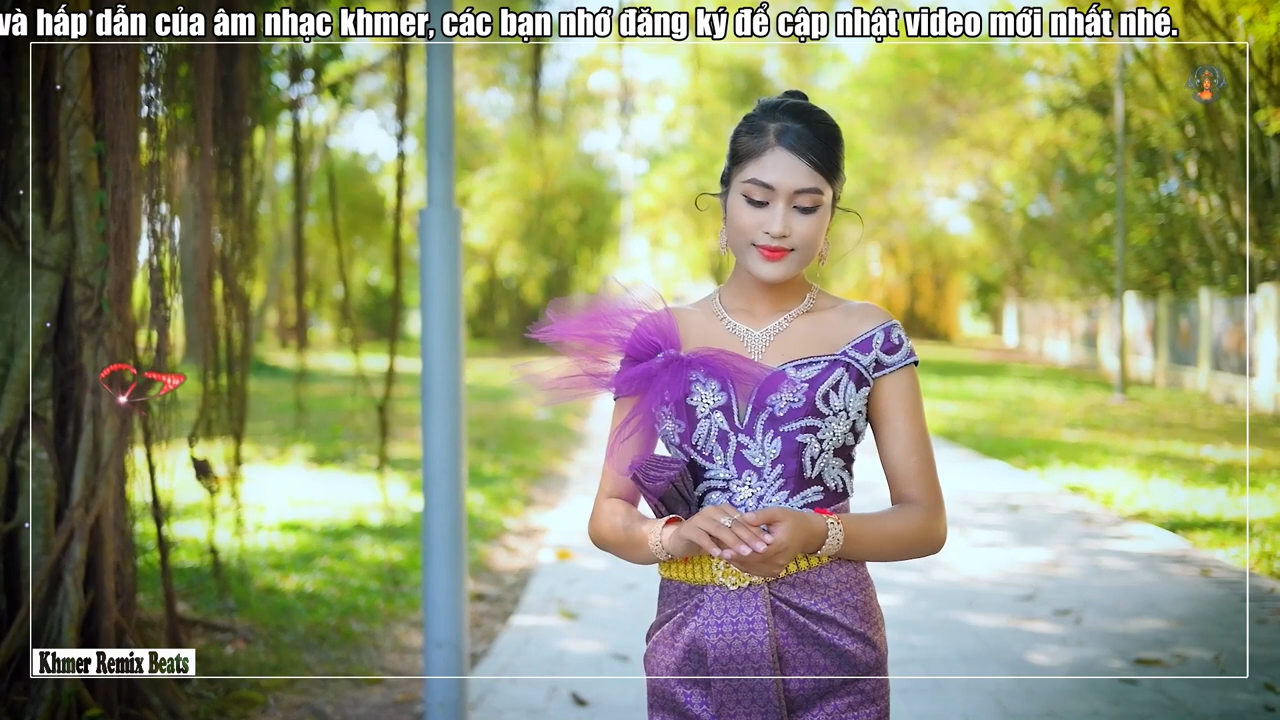 và hấp dẫn của âm nhạc khmer, các bạn nhớ đăng ký để cập nhật video mới nhất nhé.
Khmer Remix Beats